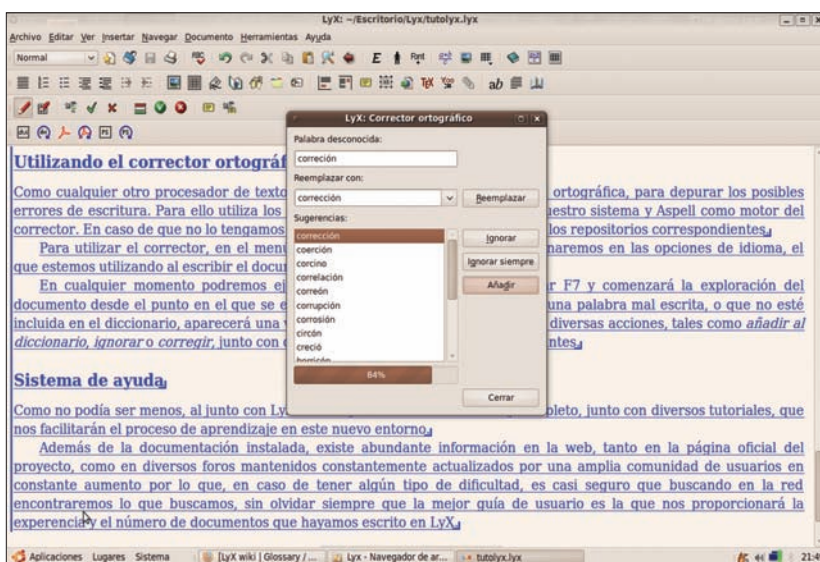 LyX: ~/Escritorio/Lyx/tutolyx.lyx
Archivo Editar Ver Insertar Navegar Documento Herramientas Ayuda
Normal
LyX: Corrector ortográfico
Palabra desconocida:
correción
Reemplazar con:
corrección Reemplazar
Sugerencias:
corrección
coerción
corcino
correlación
correón
corrupción
corrosión
circón
creció
borricón
Ignorar
Ignorar siempre
Añadir
64%
Cerrar
Utilizando el corrector ortográf
Como cualquier otro procesador de texto ortográfica, para depurar los posibles
errores de escritura. Para ello utiliza los estro sistema y Aspell como motor del
corrector. En caso de que no lo tengamos los repositorios correspondientes
Para utilizar el corrector, en el menú naremos en las opciones de idioma, el
que estemos utilizando al escribir el docu
En cualquier momento podremos ej r F7 y comenzará la exploración del
documento desde el punto en el que se e una palabra mal escrita, o que no esté
incluida en el diccionario, aparecerá una diversas acciones, tales como añadir al
diccionario, ignorar o corregir, junto con ntes
Sistema de ayuda
Como no podía ser menos, al junto con Ly pleto, junto con diversos tutoriales, que
nos facilitarán el proceso de aprendizaje en este nuevo entorno
Además de la documentación instalada, existe abundante información en la web, tanto en la página oficial del
proyecto, como en diversos foros mantenidos constantemente actualizados por una amplia comunidad de usuarios en
constante aumento por lo que, en caso de tener algún tipo de dificultad, es casi seguro que buscando en la red
encontraremos lo que buscamos, sin olvidar siempre que la mejor guía de usuario es la que nos proporcionará la
experencia y el número de documentos que hayamos escrito en LyX
Aplicaciones Lugares Sistema [LyX wiki | Glossary / ... Lyx - Navegador de ar... tutolyx.lyx 21:4